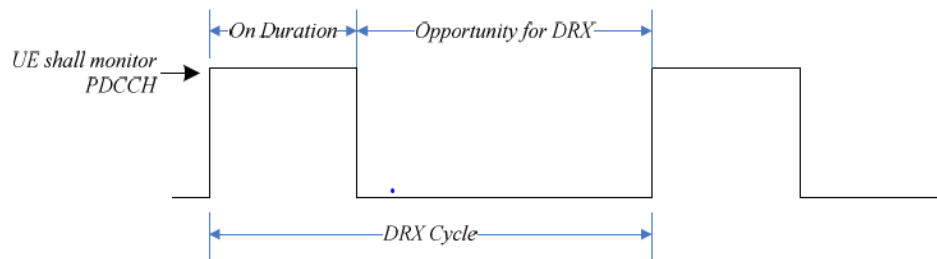 On Duration
Opportunity for DRX
UE shall monitor
PDCCH
DRX Cycle